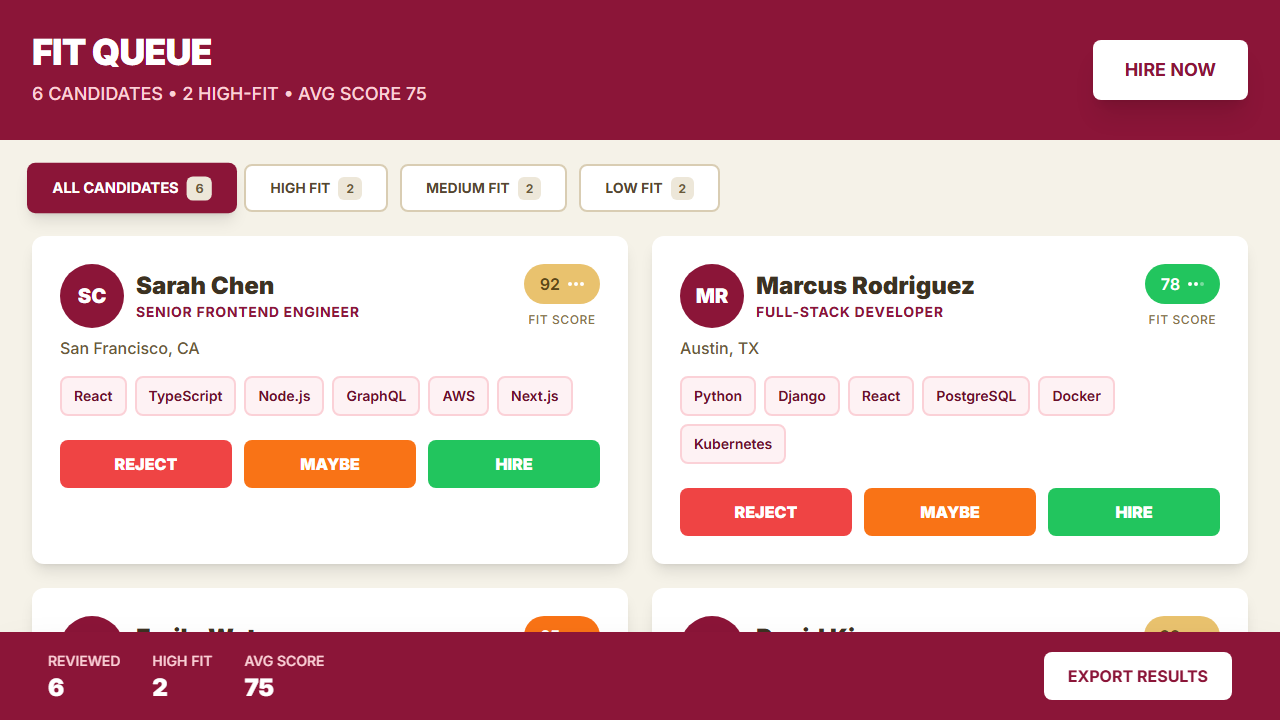 FIT QUEUE
6 CANDIDATES • 2 HIGH-FIT • AVG SCORE 75
HIRE NOW
ALL CANDIDATES 6
HIGH FIT 2
MEDIUM FIT 2
LOW FIT 2
SC
Sarah Chen
SENIOR FRONTEND ENGINEER
92
FIT SCORE
San Francisco, CA
React TypeScript Node.js GraphQL AWS Next.js
REJECT MAYBE HIRE
MR
Marcus Rodriguez
FULL-STACK DEVELOPER
78
FIT SCORE
Austin, TX
Python Django React PostgreSQL Docker
Kubernetes
REJECT MAYBE HIRE
REVIEWED
6
HIGH FIT
2
AVG SCORE
75
EXPORT RESULTS